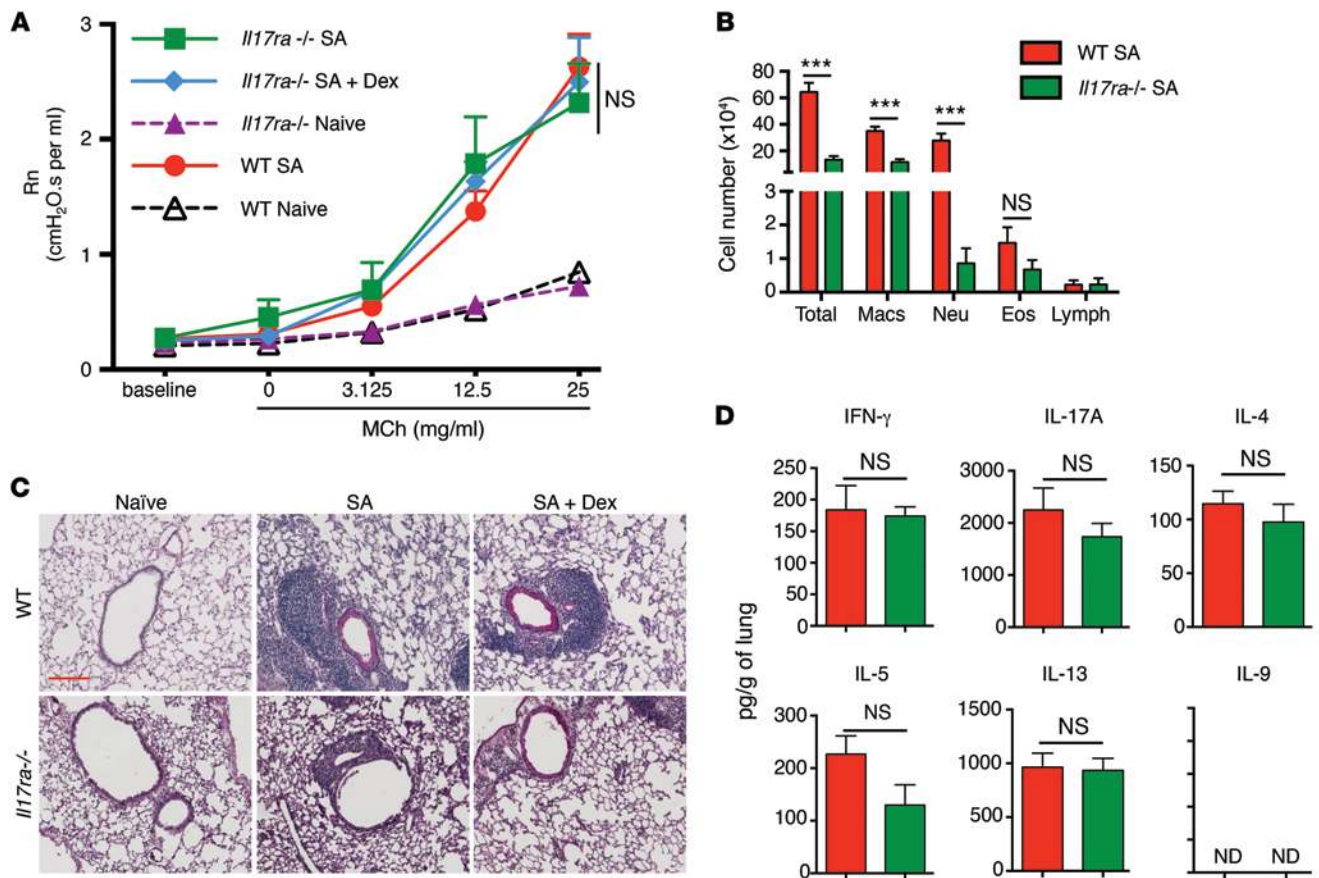 A
Rn
(cmH₂O.s per ml)
3
2
1
0
Il17ra -/- SA
Il17ra-/- SA + Dex
Il17ra-/- Naive
WT SA
WT Naive
NS
baseline
0
3.125
12.5
25
MCh (mg/ml)
B
WT SA
Il17ra-/- SA
Cell number (x10⁴)
80
60
40
20
3
2
1
0
***
***
***
NS
Total
Macs
Neu
Eos
Lymph
C
Naïve
SA
SA + Dex
WT
Il17ra-/-
D
pg/g of lung
IFN-γ
250
200
150
100
50
0
NS
IL-17A
3000
2000
1000
0
NS
IL-4
150
100
50
0
NS
IL-5
300
200
100
0
NS
IL-13
1500
1000
500
0
NS
IL-9
ND
ND